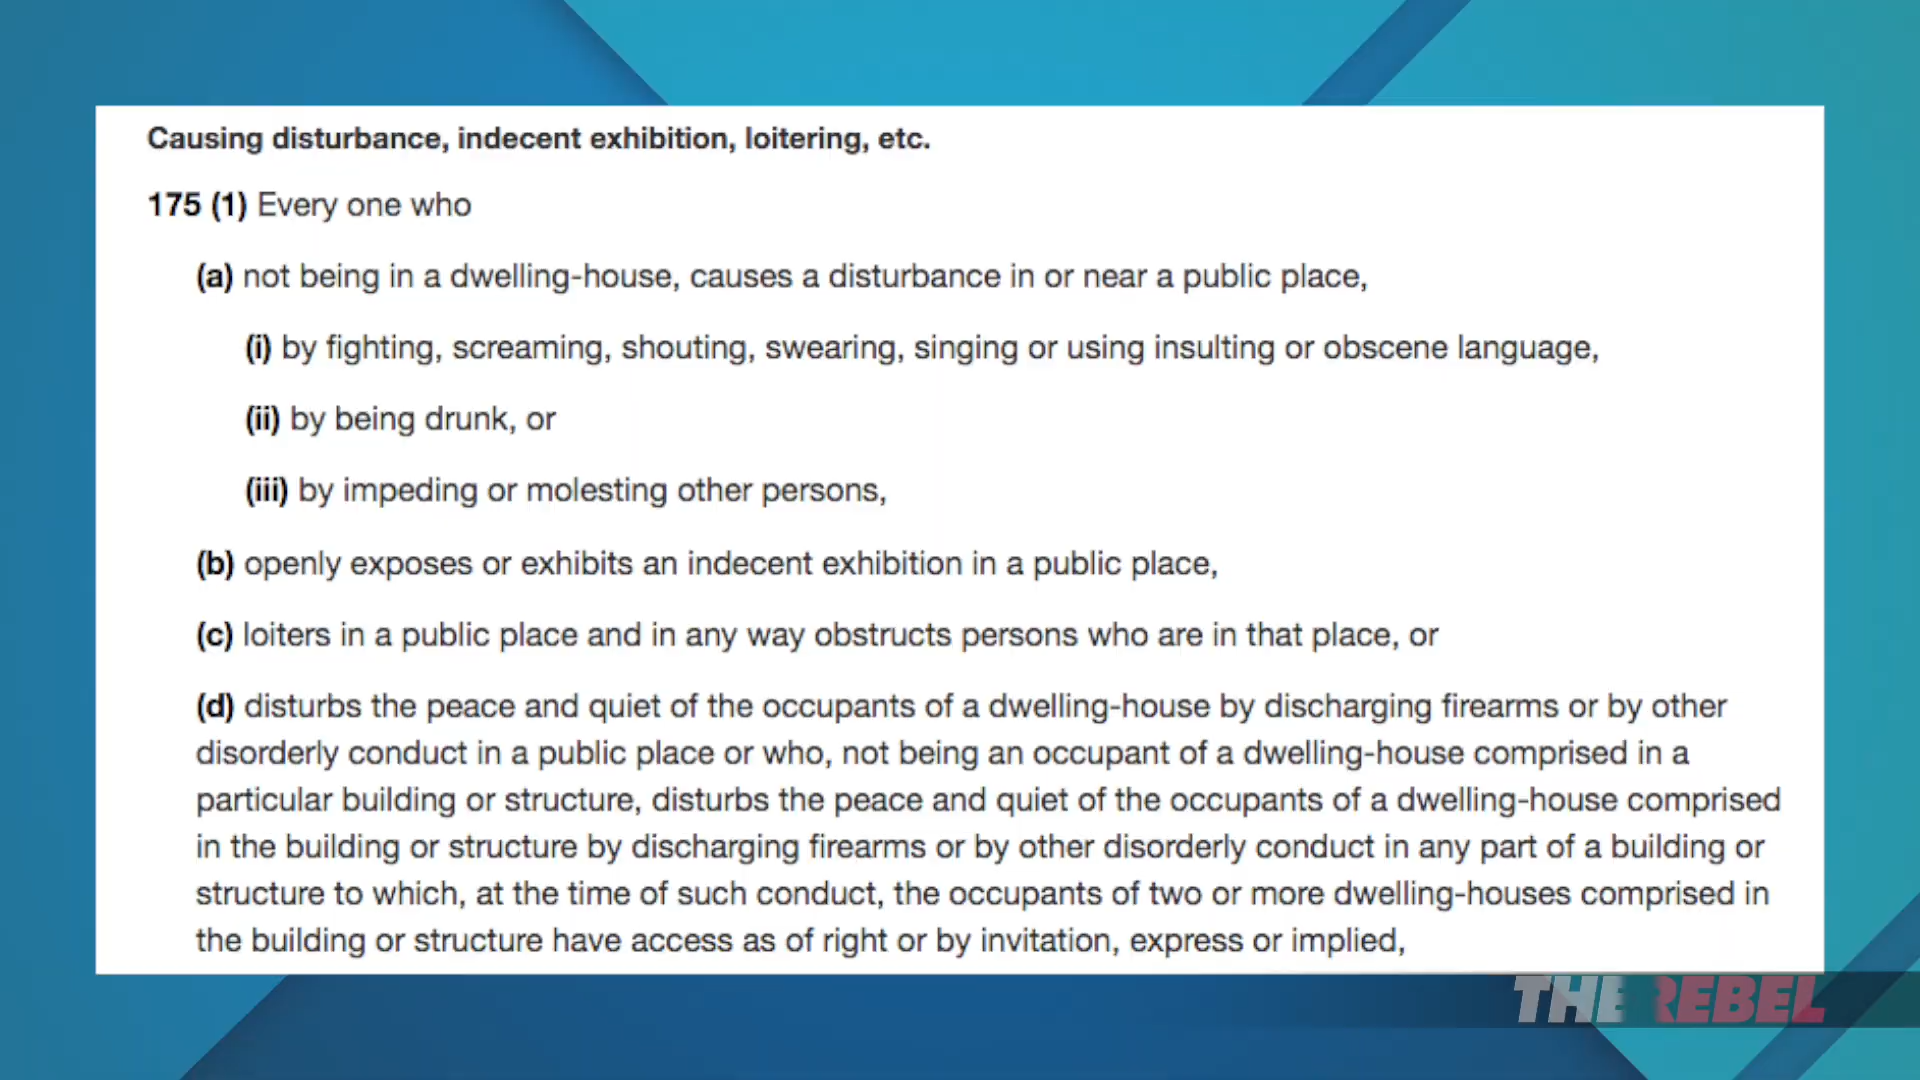 Causing disturbance, indecent exhibition, loitering, etc.
175 (1) Every one who
(a) not being in a dwelling-house, causes a disturbance in or near a public place,
(i) by fighting, screaming, shouting, swearing, singing or using insulting or obscene language,
(ii) by being drunk, or
(iii) by impeding or molesting other persons,
(b) openly exposes or exhibits an indecent exhibition in a public place,
(c) loiters in a public place and in any way obstructs persons who are in that place, or
(d) disturbs the peace and quiet of the occupants of a dwelling-house by discharging firearms or by other
disorderly conduct in a public place or who, not being an occupant of a dwelling-house comprised in a
particular building or structure, disturbs the peace and quiet of the occupants of a dwelling-house comprised
in the building or structure by discharging firearms or by other disorderly conduct in any part of a building or
structure to which, at the time of such conduct, the occupants of two or more dwelling-houses comprised in
the building or structure have access as of right or by invitation, express or implied,
THE REBEL